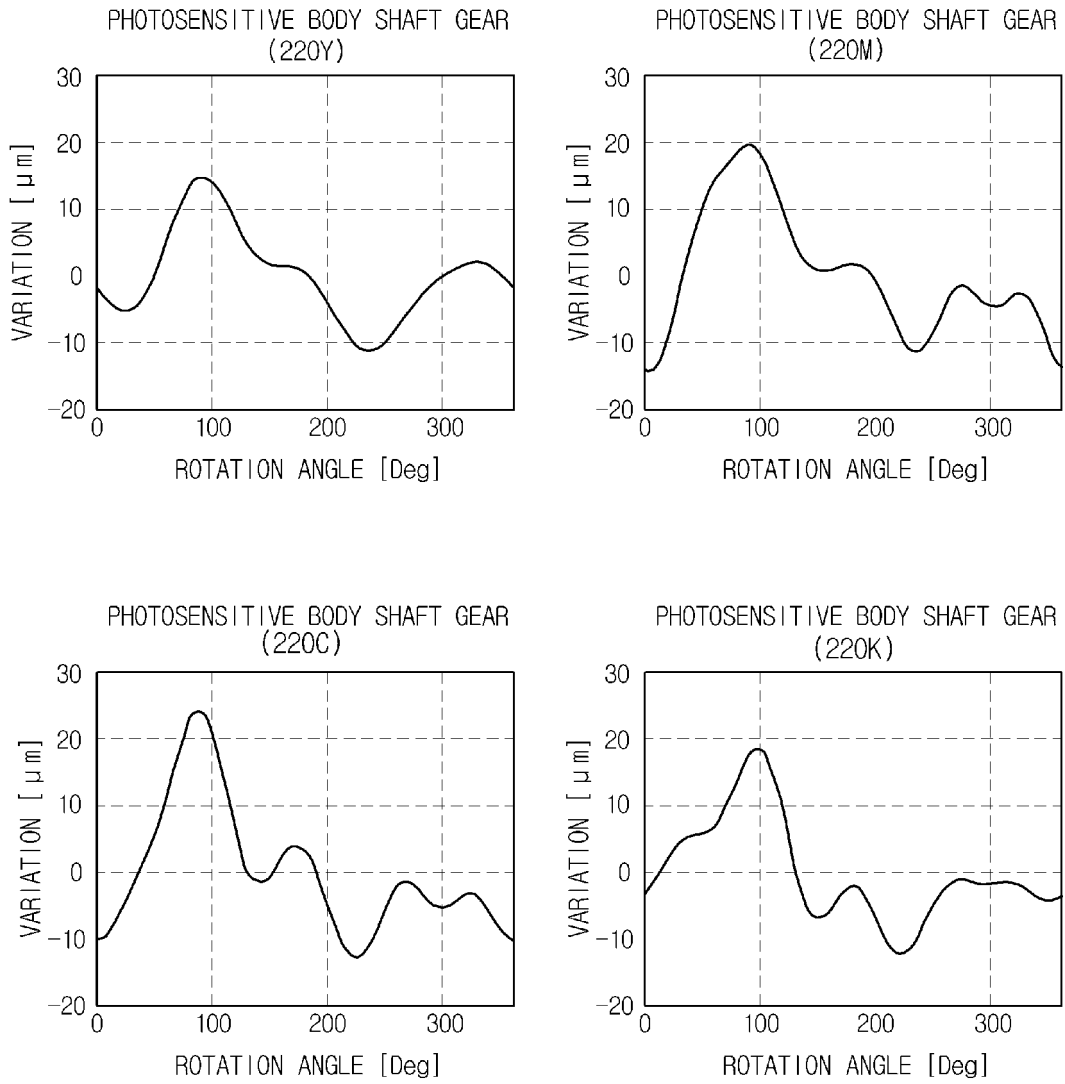 PHOTOSENSITIVE BODY SHAFT GEAR
(220Y)
30
20
10
0
-10
-20
VARIATION [μm]
0 100 200 300
ROTATION ANGLE [Deg]
PHOTOSENSITIVE BODY SHAFT GEAR
(220M)
30
20
10
0
-10
-20
VARIATION [μm]
0 100 200 300
ROTATION ANGLE [Deg]
PHOTOSENSITIVE BODY SHAFT GEAR
(220C)
30
20
10
0
-10
-20
VARIATION [μm]
0 100 200 300
ROTATION ANGLE [Deg]
PHOTOSENSITIVE BODY SHAFT GEAR
(220K)
30
20
10
0
-10
-20
VARIATION [μm]
0 100 200 300
ROTATION ANGLE [Deg]